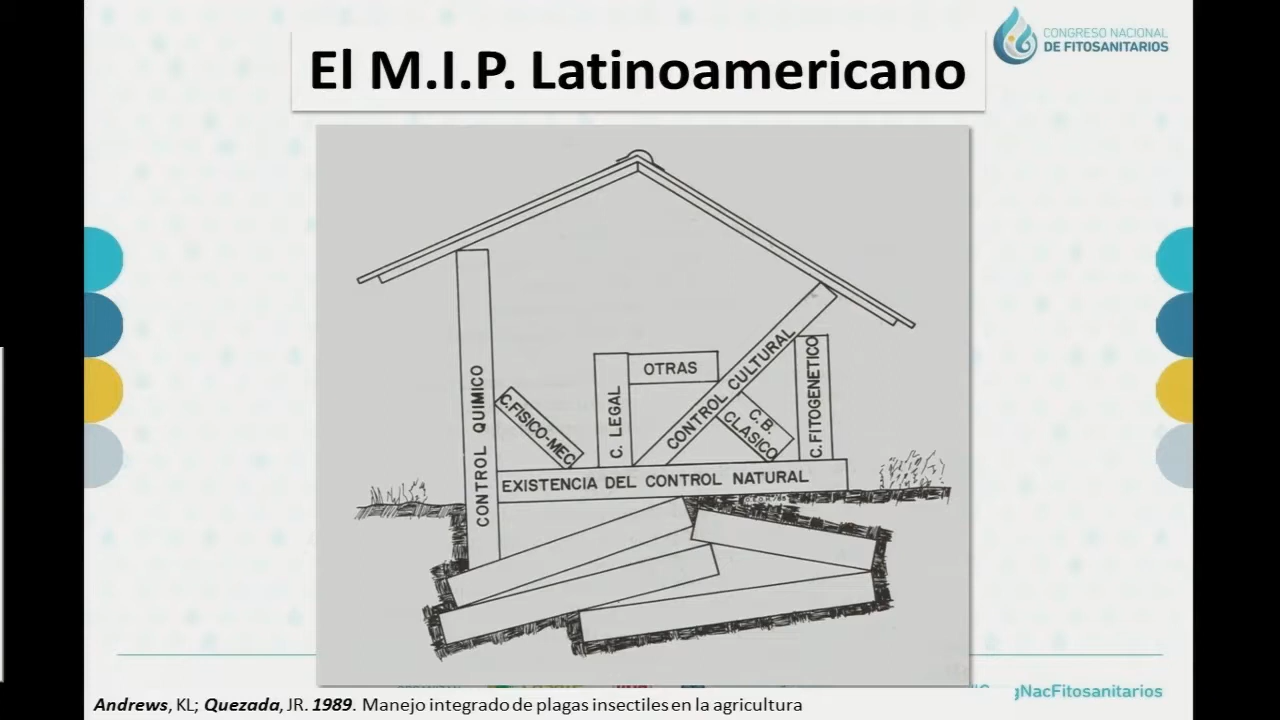 CONGRESO NACIONAL
DE FITOSANITARIOS
El M.I.P. Latinoamericano
CONTROL QUIMICO
C.FISICO-MEC.
C. LEGAL
OTRAS
CONTROL CULTURAL
C.B.
CLASICO
C.FITOGENETICO
EXISTENCIA DEL CONTROL NATURAL
gNacFitosanitarios
Andrews, KL; Quezada, JR. 1989. Manejo integrado de plagas insectiles en la agricultura